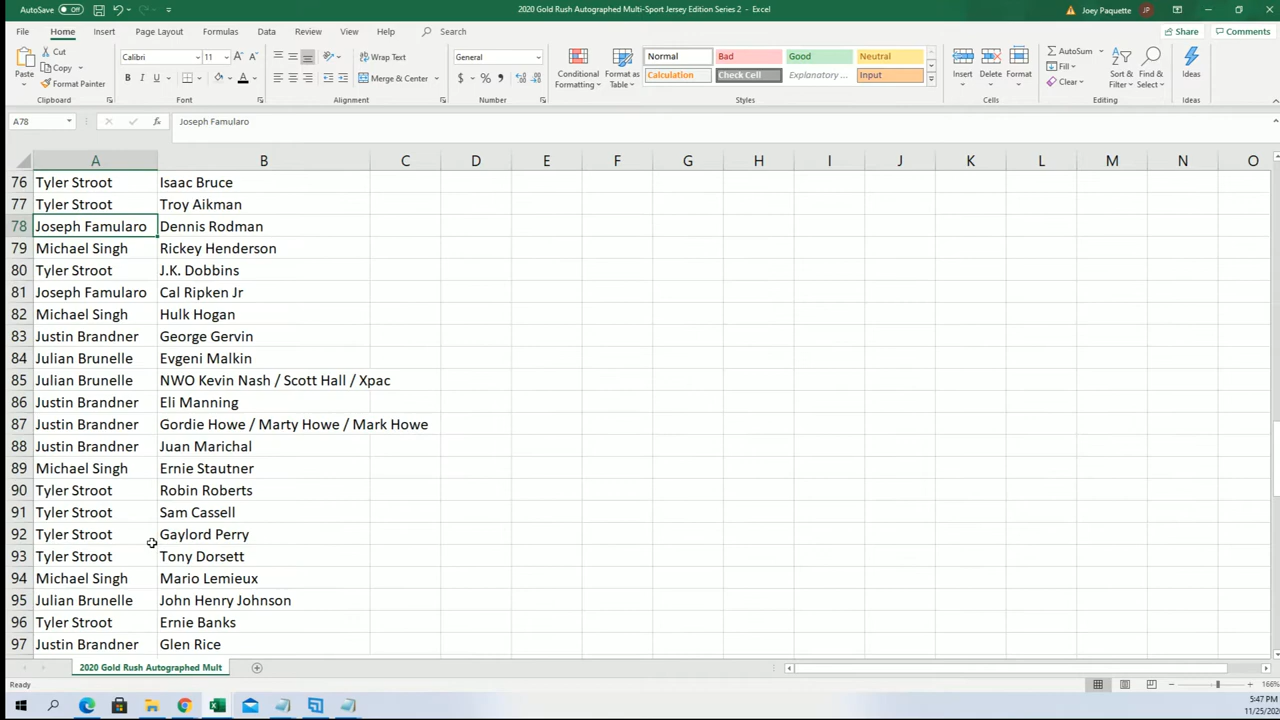 AutoSave Off
2020 Gold Rush Autographed Multi-Sport Jersey Edition Series 2 - Excel
Joey Paquette JP
File Home Insert Page Layout Formulas Data Review View Help Search
Share Comments
Paste
Cut
Copy
Format Painter
Clipboard
Calibri 11
B I U
Font
Wrap Text
Merge & Center
Alignment
General
$ % ,
Number
Conditional Formatting
Format as Table
Normal Bad Good Neutral
Calculation Check Cell Explanatory ... Input
Styles
Insert Delete Format
Cells
AutoSum
Fill
Clear
Sort & Filter
Find & Select
Editing
Ideas
Ideas
A78 fx Joseph Famularo
A B C D E F G H I J K L M N O
76 Tyler Stroot Isaac Bruce
77 Tyler Stroot Troy Aikman
78 Joseph Famularo Dennis Rodman
79 Michael Singh Rickey Henderson
80 Tyler Stroot J.K. Dobbins
81 Joseph Famularo Cal Ripken Jr
82 Michael Singh Hulk Hogan
83 Justin Brandner George Gervin
84 Julian Brunelle Evgeni Malkin
85 Julian Brunelle NWO Kevin Nash / Scott Hall / Xpac
86 Justin Brandner Eli Manning
87 Justin Brandner Gordie Howe / Marty Howe / Mark Howe
88 Justin Brandner Juan Marichal
89 Michael Singh Ernie Stautner
90 Tyler Stroot Robin Roberts
91 Tyler Stroot Sam Cassell
92 Tyler Stroot Gaylord Perry
93 Tyler Stroot Tony Dorsett
94 Michael Singh Mario Lemieux
95 Julian Brunelle John Henry Johnson
96 Tyler Stroot Ernie Banks
97 Justin Brandner Glen Rice
2020 Gold Rush Autographed Mult
Ready
166%
5:47 PM
11/25/20